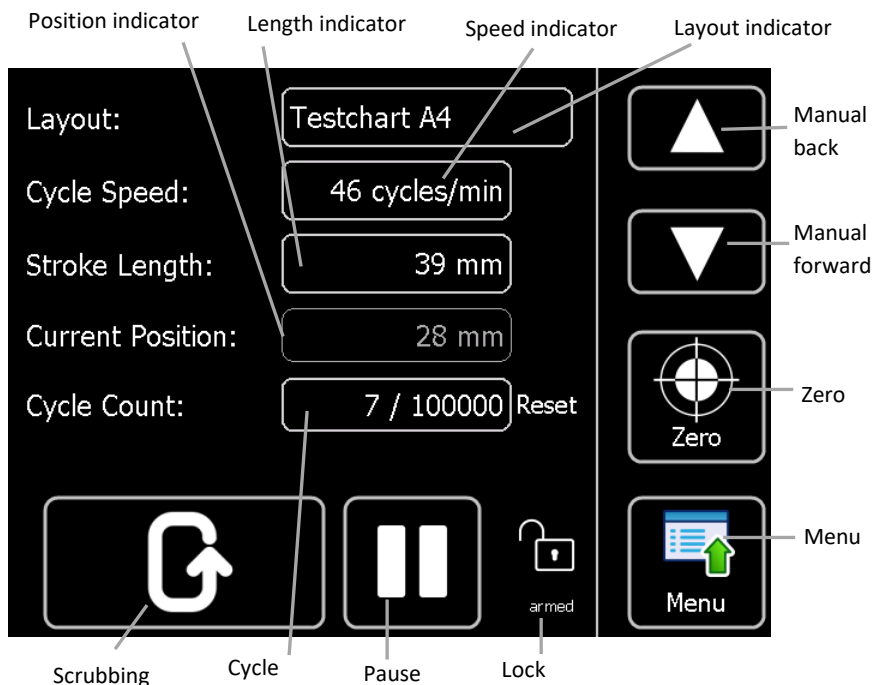 Position indicator
Length indicator
Speed indicator
Layout indicator
Layout:
Testchart A4
Manual
back
Cycle Speed:
46 cycles/min
Stroke Length:
39 mm
Manual
forward
Current Position:
28 mm
Cycle Count:
7 / 100000 Reset
Zero
Zero
Menu
armed
Menu
Scrubbing
Cycle
Pause
Lock